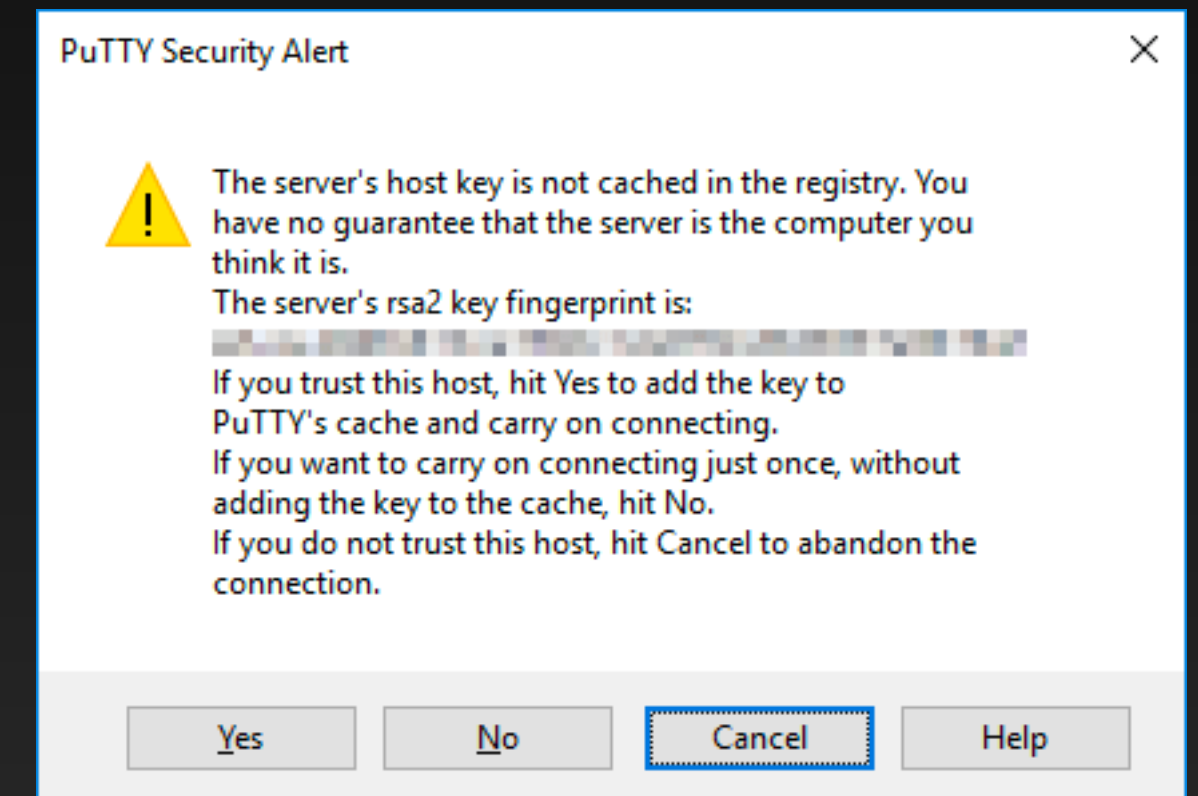 PuTTY Security Alert
The server's host key is not cached in the registry. You
have no guarantee that the server is the computer you
think it is.
The server's rsa2 key fingerprint is:
If you trust this host, hit Yes to add the key to
PuTTY's cache and carry on connecting.
If you want to carry on connecting just once, without
adding the key to the cache, hit No.
If you do not trust this host, hit Cancel to abandon the
connection.
Yes No Cancel Help